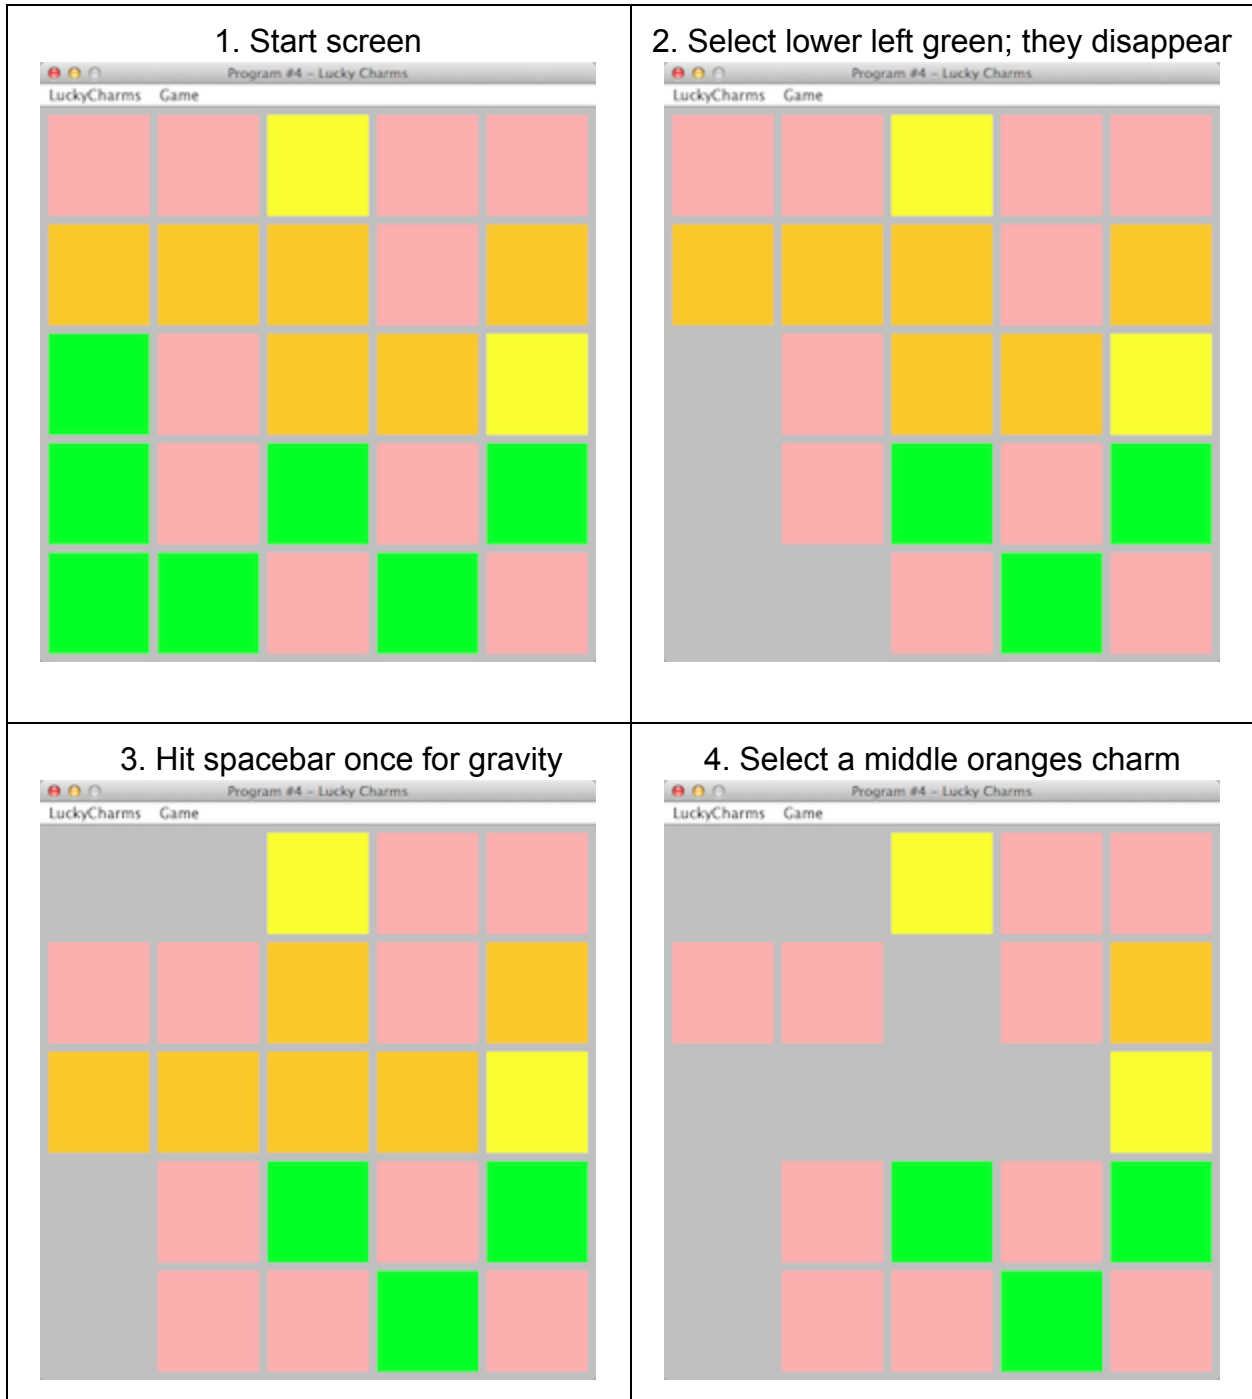 1. Start screen
Program #4 – Lucky Charms
LuckyCharms Game
2. Select lower left green; they disappear
Program #4 – Lucky Charms
LuckyCharms Game
3. Hit spacebar once for gravity
Program #4 – Lucky Charms
LuckyCharms Game
4. Select a middle oranges charm
Program #4 – Lucky Charms
LuckyCharms Game